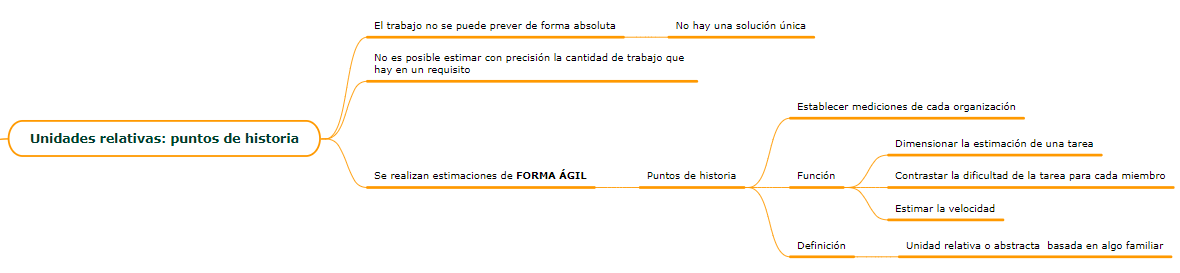 Unidades relativas: puntos de historia
El trabajo no se puede prever de forma absoluta
No hay una solución única
No es posible estimar con precisión la cantidad de trabajo que
hay en un requisito
Se realizan estimaciones de FORMA ÁGIL
Puntos de historia
Establecer mediciones de cada organización
Función
Dimensionar la estimación de una tarea
Contrastar la dificultad de la tarea para cada miembro
Estimar la velocidad
Definición
Unidad relativa o abstracta  basada en algo familiar